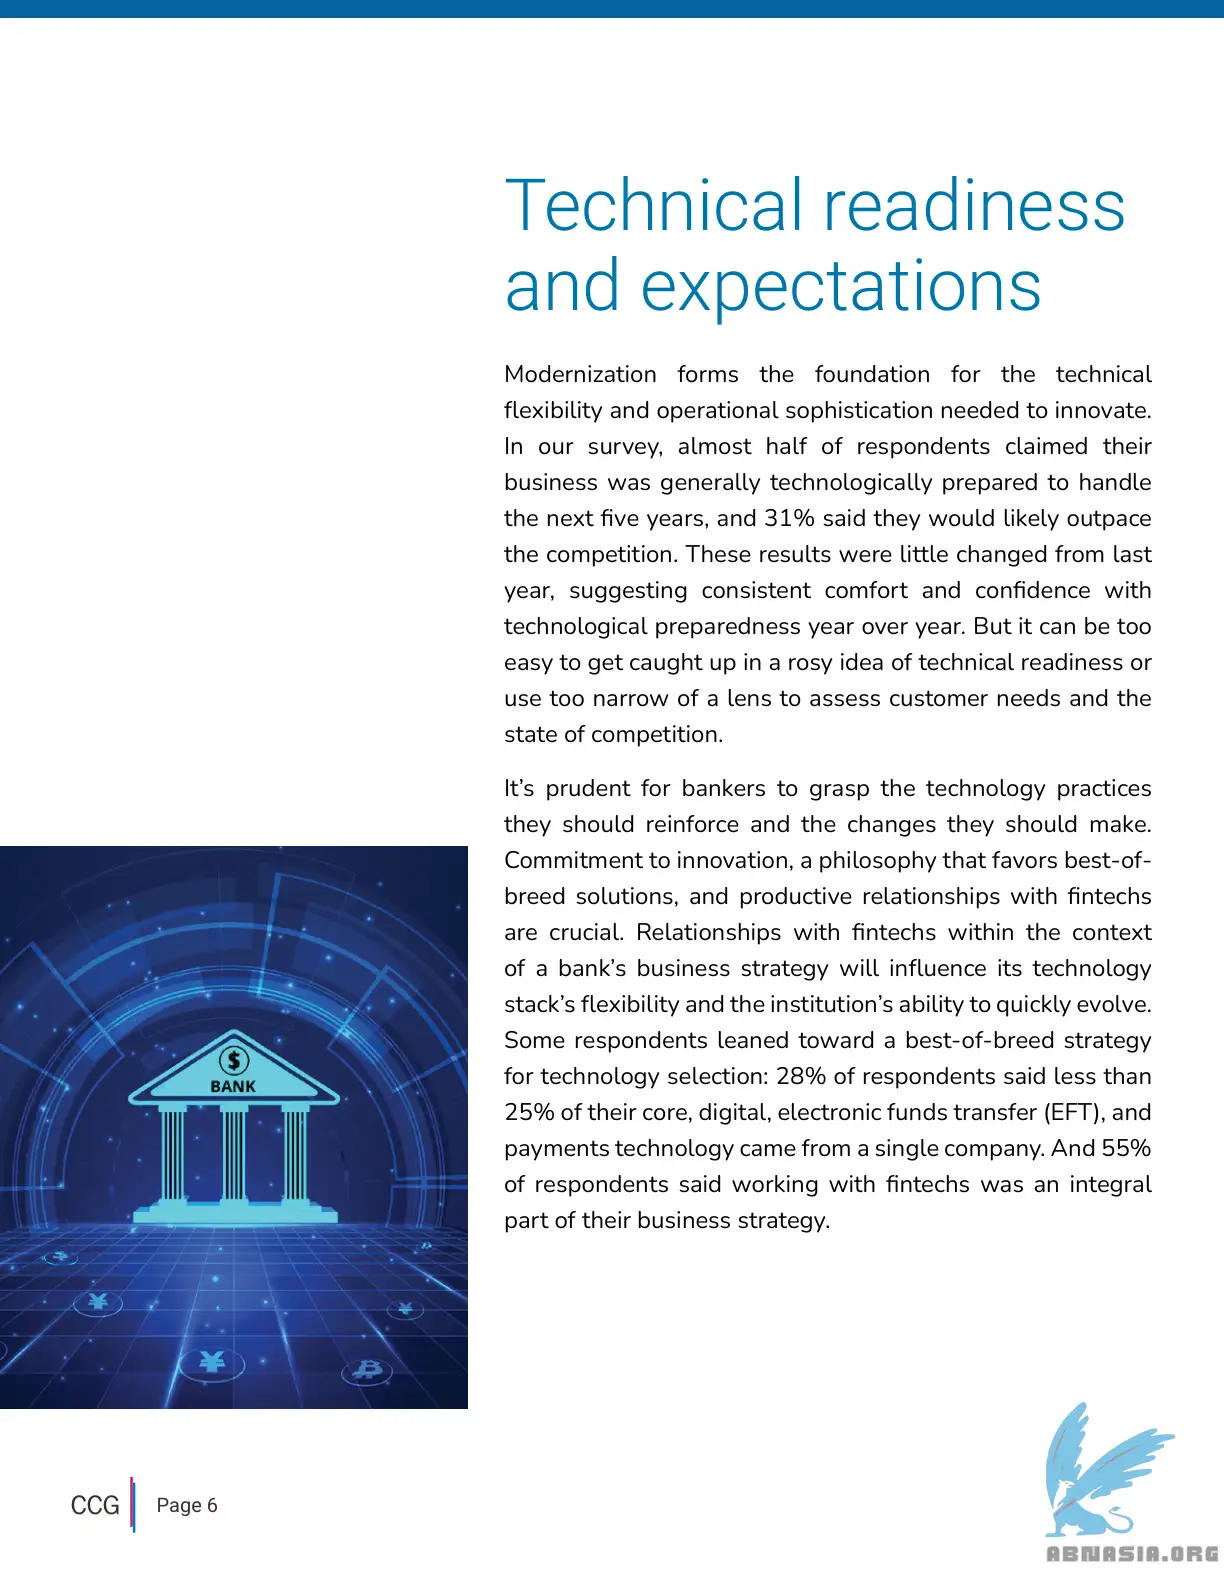 Technical readiness
and expectations
Modernization forms the foundation for the technical
flexibility and operational sophistication needed to innovate.
In our survey, almost half of respondents claimed their
business was generally technologically prepared to handle
the next five years, and 31% said they would likely outpace
the competition. These results were little changed from last
year, suggesting consistent comfort and confidence with
technological preparedness year over year. But it can be too
easy to get caught up in a rosy idea of technical readiness or
use too narrow of a lens to assess customer needs and the
state of competition.
It’s prudent for bankers to grasp the technology practices
they should reinforce and the changes they should make.
Commitment to innovation, a philosophy that favors best-of-
breed solutions, and productive relationships with fintechs
are crucial. Relationships with fintechs within the context
of a bank’s business strategy will influence its technology
stack’s flexibility and the institution’s ability to quickly evolve.
Some respondents leaned toward a best-of-breed strategy
for technology selection: 28% of respondents said less than
25% of their core, digital, electronic funds transfer (EFT), and
payments technology came from a single company. And 55%
of respondents said working with fintechs was an integral
part of their business strategy.
$
BANK
¥
¥
¥
CCG
Page 6
ABNASIA.ORG